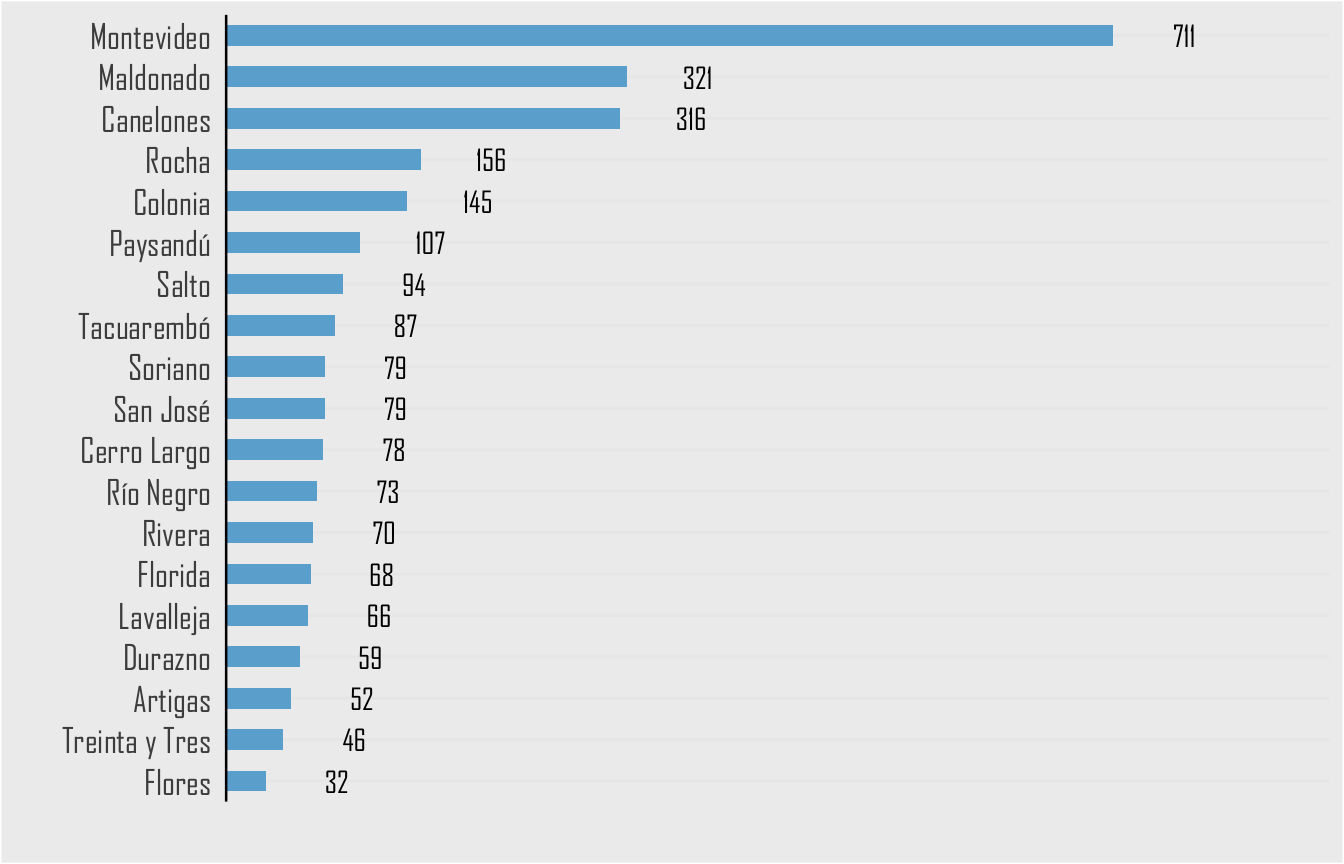 Montevideo 711
Maldonado 321
Canelones 316
Rocha 156
Colonia 145
Paysandú 107
Salto 94
Tacuarembó 87
Soriano 79
San José 79
Cerro Largo 78
Río Negro 73
Rivera 70
Florida 68
Lavalleja 66
Durazno 59
Artigas 52
Treinta y Tres 46
Flores 32